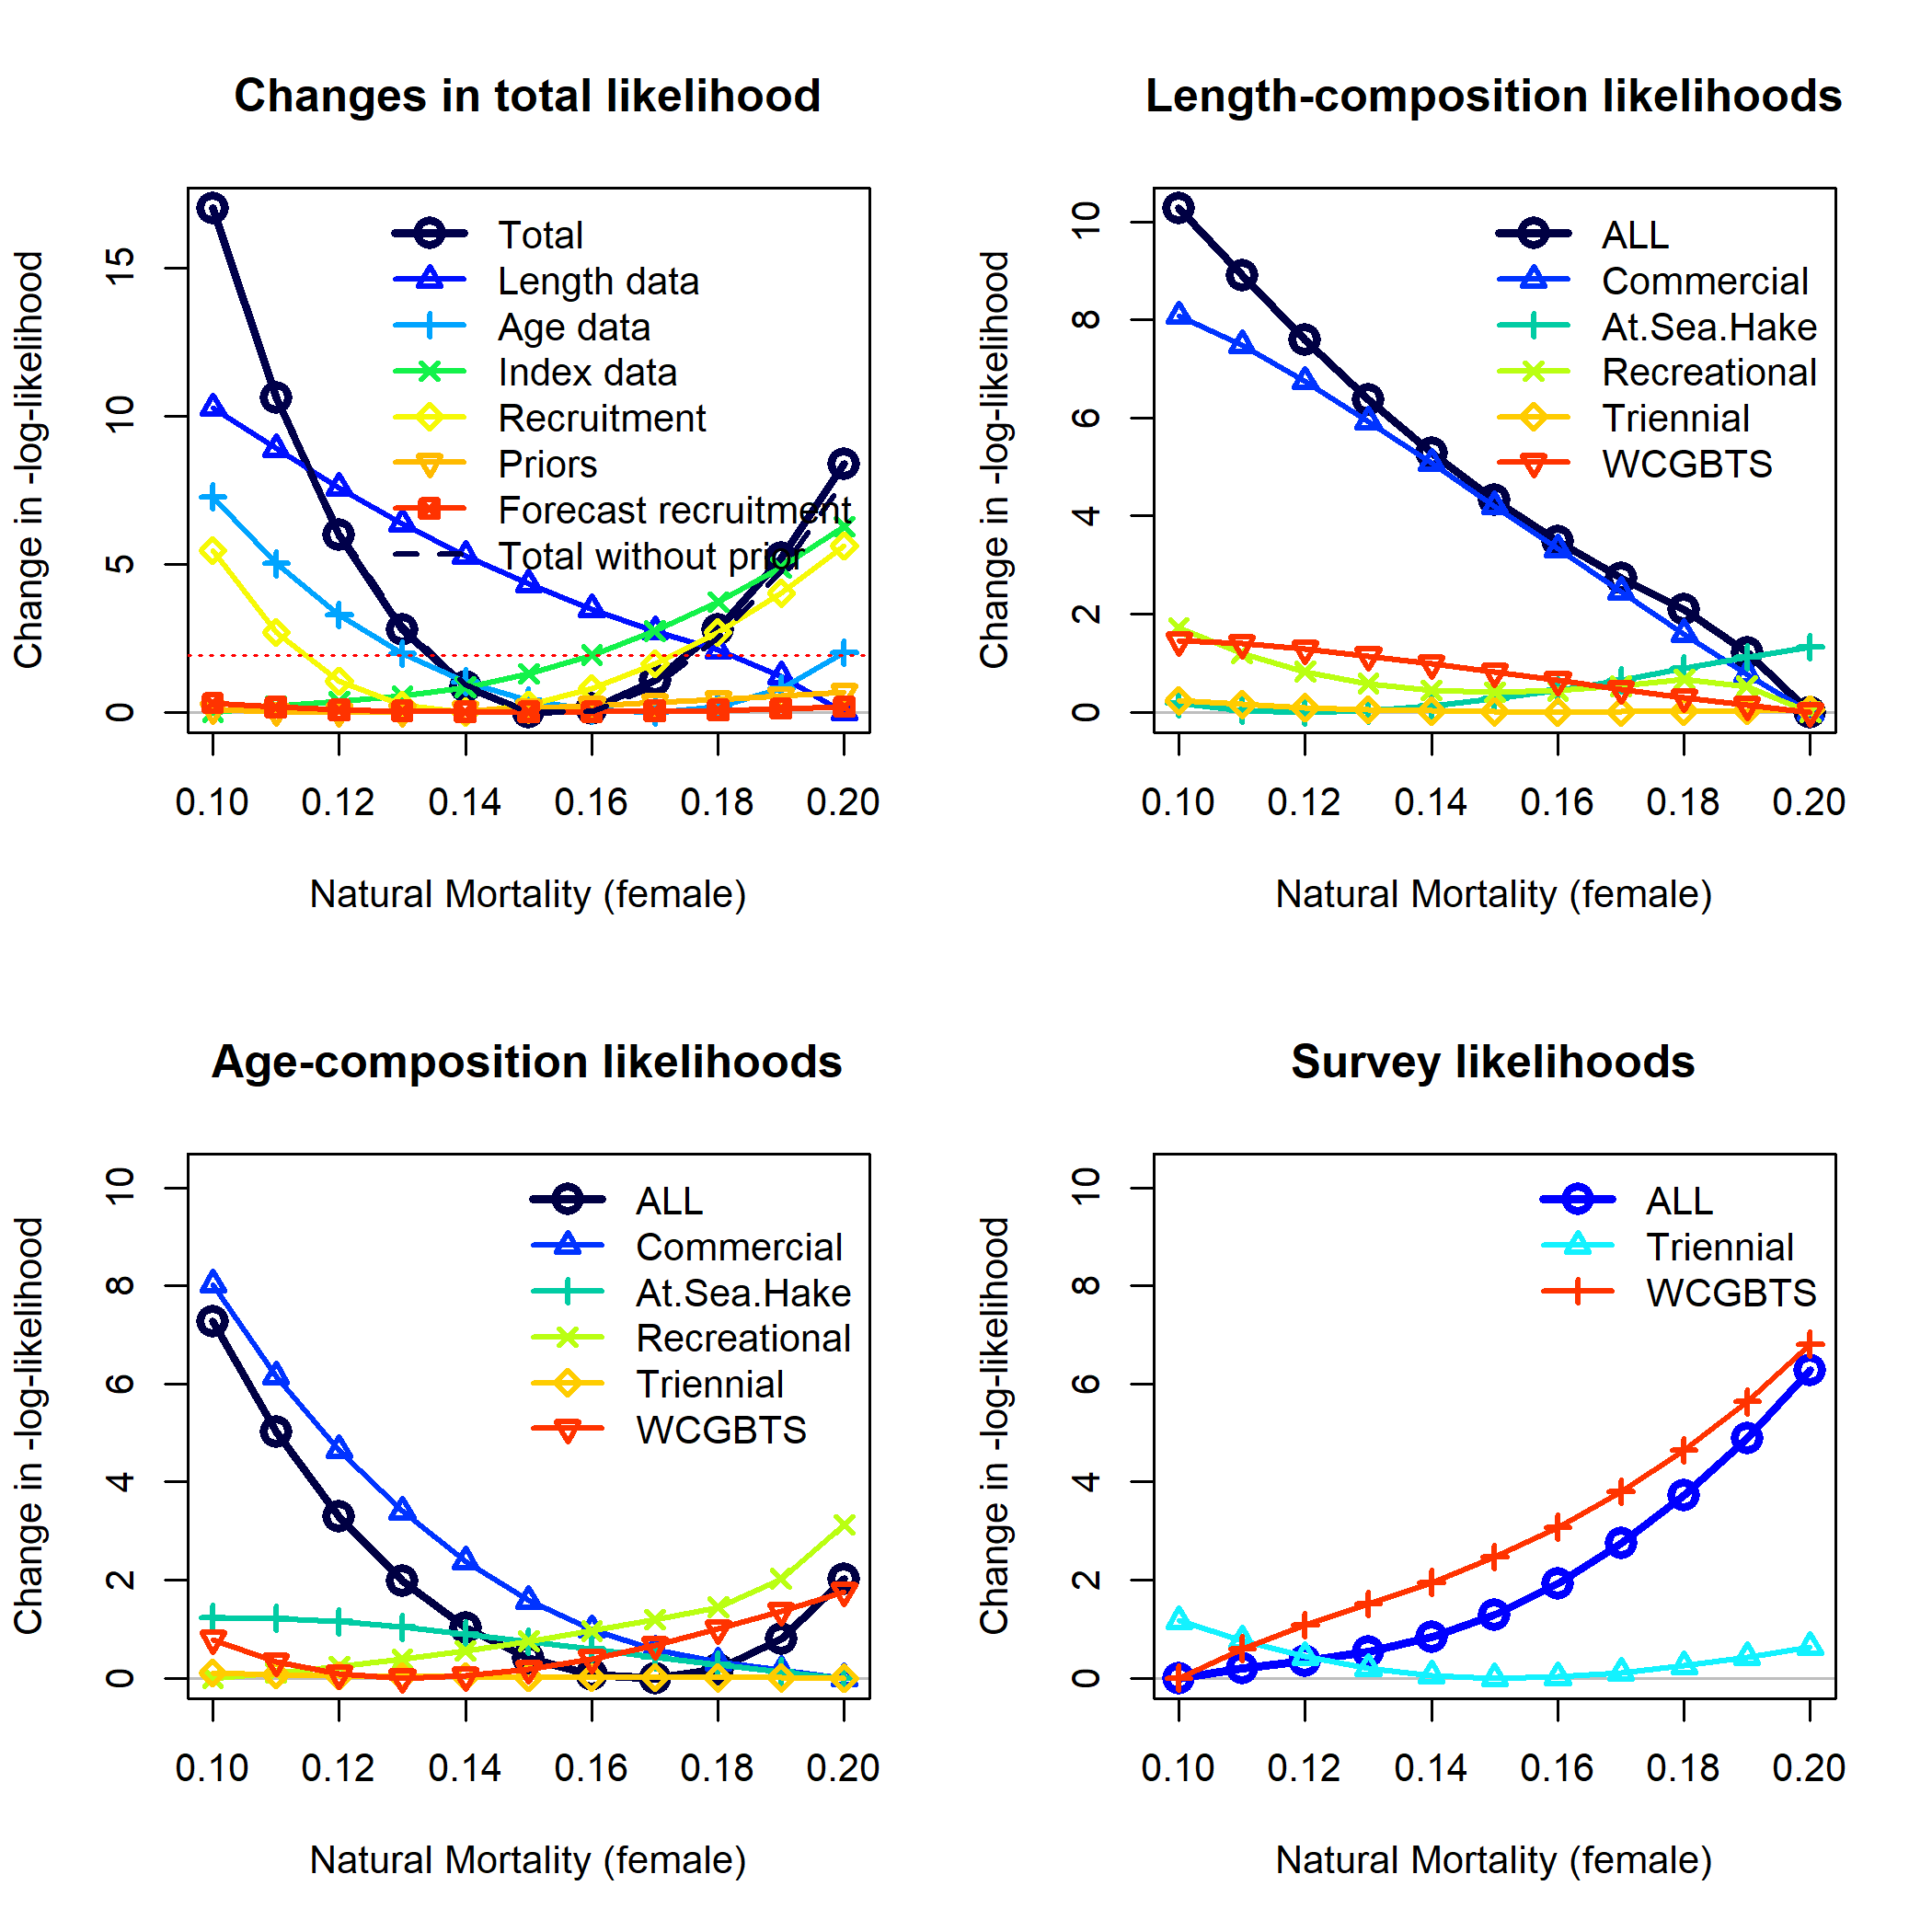 Changes in total likelihood
Change in -log-likelihood
15
10
5
0
Total
Length data
Age data
Index data
Recruitment
Priors
Forecast recruitment
Total without prior
0.10 0.12 0.14 0.16 0.18 0.20
Natural Mortality (female)
Length-composition likelihoods
Change in -log-likelihood
10
8
6
4
2
0
ALL
Commercial
At.Sea.Hake
Recreational
Triennial
WCGBTS
0.10 0.12 0.14 0.16 0.18 0.20
Natural Mortality (female)
Age-composition likelihoods
Change in -log-likelihood
10
8
6
4
2
0
ALL
Commercial
At.Sea.Hake
Recreational
Triennial
WCGBTS
0.10 0.12 0.14 0.16 0.18 0.20
Natural Mortality (female)
Survey likelihoods
Change in -log-likelihood
10
8
6
4
2
0
ALL
Triennial
WCGBTS
0.10 0.12 0.14 0.16 0.18 0.20
Natural Mortality (female)